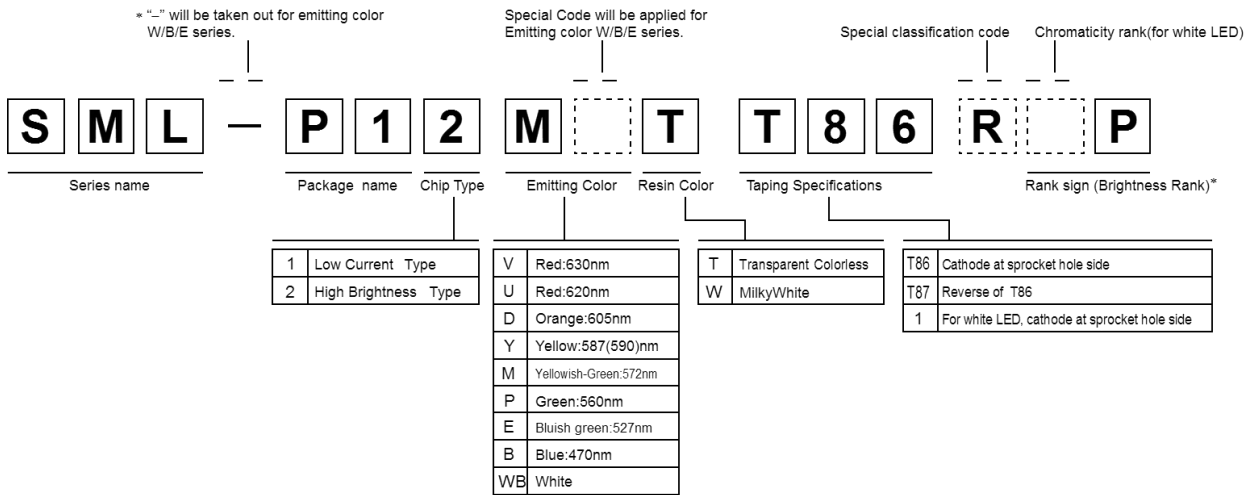 * “–” will be taken out for emitting color
W/B/E series.
Special Code will be applied for
Emitting color W/B/E series.
Special classification code
Chromaticity rank(for white LED)
S M L — P 1 2 M T T 8 6 R P
Series name
Package name
Chip Type
Emitting Color
Resin Color
Taping Specifications
Rank sign (Brightness Rank)*
1 Low Current Type
2 High Brightness Type
V Red:630nm
U Red:620nm
D Orange:605nm
Y Yellow:587(590)nm
M Yellowish-Green:572nm
P Green:560nm
E Bluish green:527nm
B Blue:470nm
WB White
T Transparent Colorless
W MilkyWhite
T86 Cathode at sprocket hole side
T87 Reverse of T86
1 For white LED, cathode at sprocket hole side